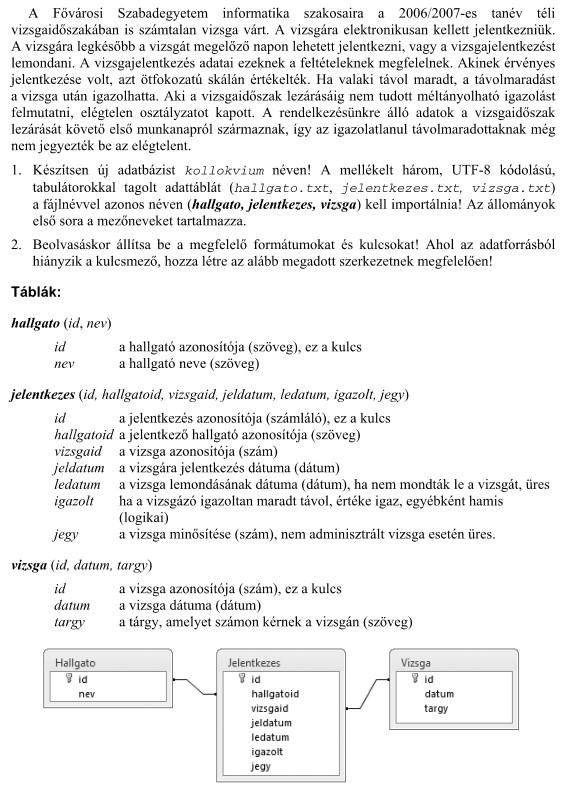 A Fővárosi Szabadegyetem informatika szakosaira a 2006/2007-es tanév téli
vizsgaidőszakában is számtalan vizsga várt. A vizsgára elektronikusan kellett jelentkezniük.
A vizsgára legkésőbb a vizsgát megelőző napon lehetett jelentkezni, vagy a vizsgajelentkezést
lemondani. A vizsgajelentkezés adatai ezeknek a feltételeknek megfelelnek. Akinek érvényes
jelentkezése volt, azt ötfokozatú skálán értékelték. Ha valaki távol maradt, a távolmaradást
a vizsga után igazolhatta. Aki a vizsgaidőszak lezárásáig nem tudott méltányolható igazolást
felmutatni, elégtelen osztályzatot kapott. A rendelkezésünkre álló adatok a vizsgaidőszak
lezárását követő első munkanapról származnak, így az igazolatlanul távolmaradottaknak még
nem jegyezték be az elégtelent.
1. Készítsen új adatbázist kollokvium néven! A mellékelt három, UTF-8 kódolású,
tabulátorokkal tagolt adattáblát (hallgato.txt, jelentkezes.txt, vizsga.txt)
a fájlnévvel azonos néven (hallgato, jelentkezes, vizsga) kell importálnia! Az állományok
első sora a mezőneveket tartalmazza.
2. Beolvasáskor állítsa be a megfelelő formátumokat és kulcsokat! Ahol az adatforrásból
hiányzik a kulcsmező, hozza létre az alább megadott szerkezetnek megfelelően!
Táblák:
hallgato (id, nev)
id a hallgató azonosítója (szöveg), ez a kulcs
nev a hallgató neve (szöveg)
jelentkezes (id, hallgatoid, vizsgaid, jeldatum, ledatum, igazolt, jegy)
id a jelentkezés azonosítója (számláló), ez a kulcs
hallgatoid a jelentkező hallgató azonosítója (szöveg)
vizsgaid a vizsga azonosítója (szám)
jeldatum a vizsgára jelentkezés dátuma (dátum)
ledatum a vizsga lemondásának dátuma (dátum), ha nem mondták le a vizsgát, üres
igazolt ha a vizsgázó igazoltan maradt távol, értéke igaz, egyébként hamis
(logikai)
jegy a vizsga minősítése (szám), nem adminisztrált vizsga esetén üres.
vizsga (id, datum, targy)
id a vizsga azonosítója (szám), ez a kulcs
datum a vizsga dátuma (dátum)
targy a tárgy, amelyet számon kérnek a vizsgán (szöveg)
Hallgato
id
nev
Jelentkezes
id
hallgatoid
vizsgaid
jeldatum
ledatum
igazolt
jegy
Vizsga
id
datum
targy